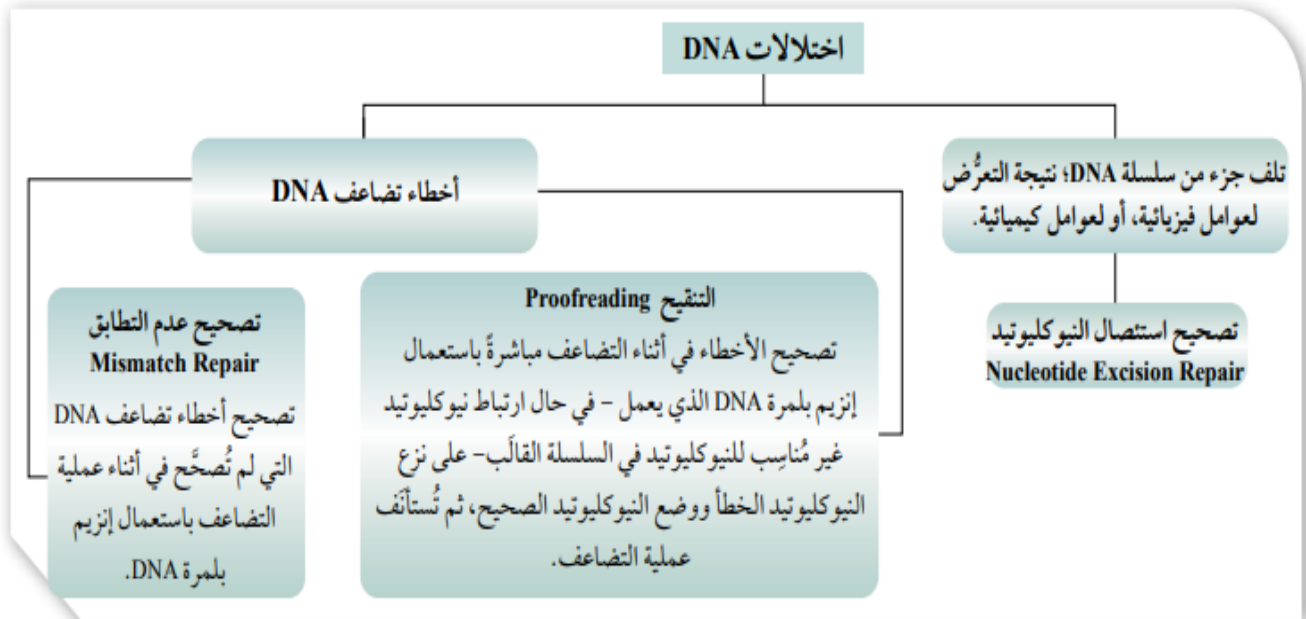 اختلالات DNA
تلف جزء من سلسلة DNA؛ نتيجة التعرُّض
لعوامل فيزيائية، أو لعوامل كيميائية.
تصحيح استئصال النيوكليوتيد
Nucleotide Excision Repair
أخطاء تضاعف DNA
التنقيح Proofreading
تصحيح الأخطاء في أثناء التضاعف مباشرةً باستعمال
إنزيم بلمرة DNA الذي يعمل – في حال ارتباط نيوكليوتيد
غير مُناسِب للنيوكليوتيد في السلسلة القالَب– على نزع
النيوكليوتيد الخطأ ووضع النيوكليوتيد الصحيح، ثم تُستأنَف
عملية التضاعف.
تصحيح عدم التطابق
Mismatch Repair
تصحيح أخطاء تضاعف DNA
التي لم تُصحَّح في أثناء عملية
التضاعف باستعمال إنزيم
بلمرة DNA.